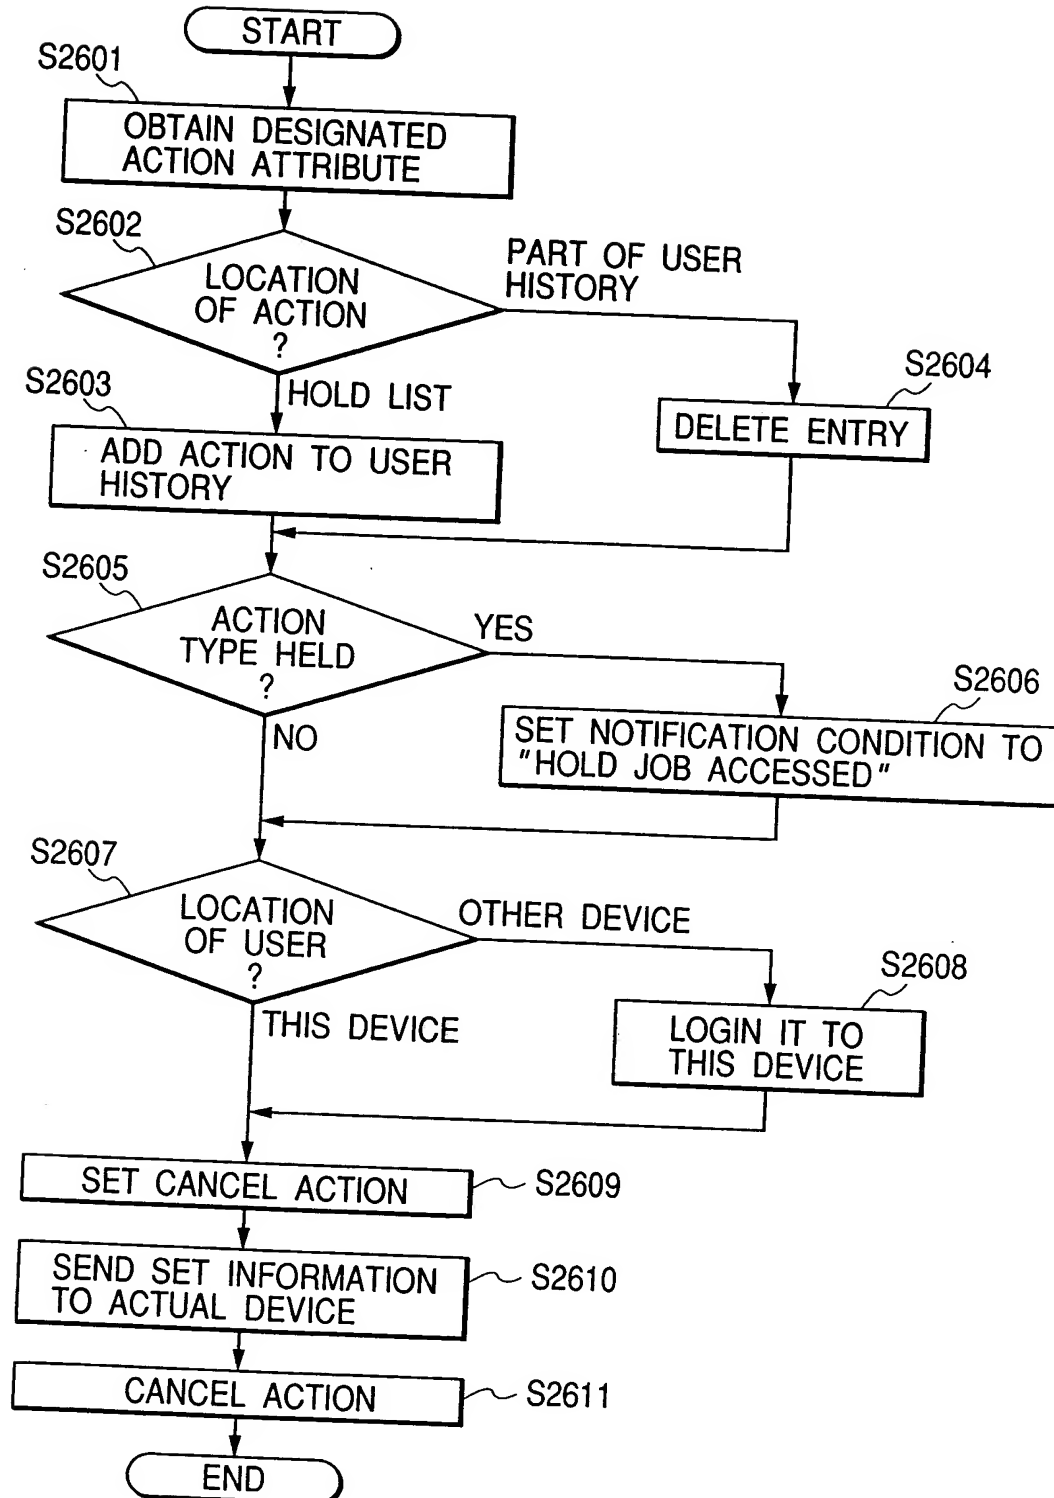 START
S2601
OBTAIN DESIGNATED
ACTION ATTRIBUTE
S2602
LOCATION
OF ACTION
?
PART OF USER
HISTORY
HOLD LIST
S2603
ADD ACTION TO USER
HISTORY
S2604
DELETE ENTRY
S2605
ACTION
TYPE HELD
?
YES
NO
S2606
SET NOTIFICATION CONDITION TO
"HOLD JOB ACCESSED"
S2607
LOCATION
OF USER
?
OTHER DEVICE
THIS DEVICE
S2608
LOGIN IT TO
THIS DEVICE
SET CANCEL ACTION
S2609
SEND SET INFORMATION
TO ACTUAL DEVICE
S2610
CANCEL ACTION
S2611
END